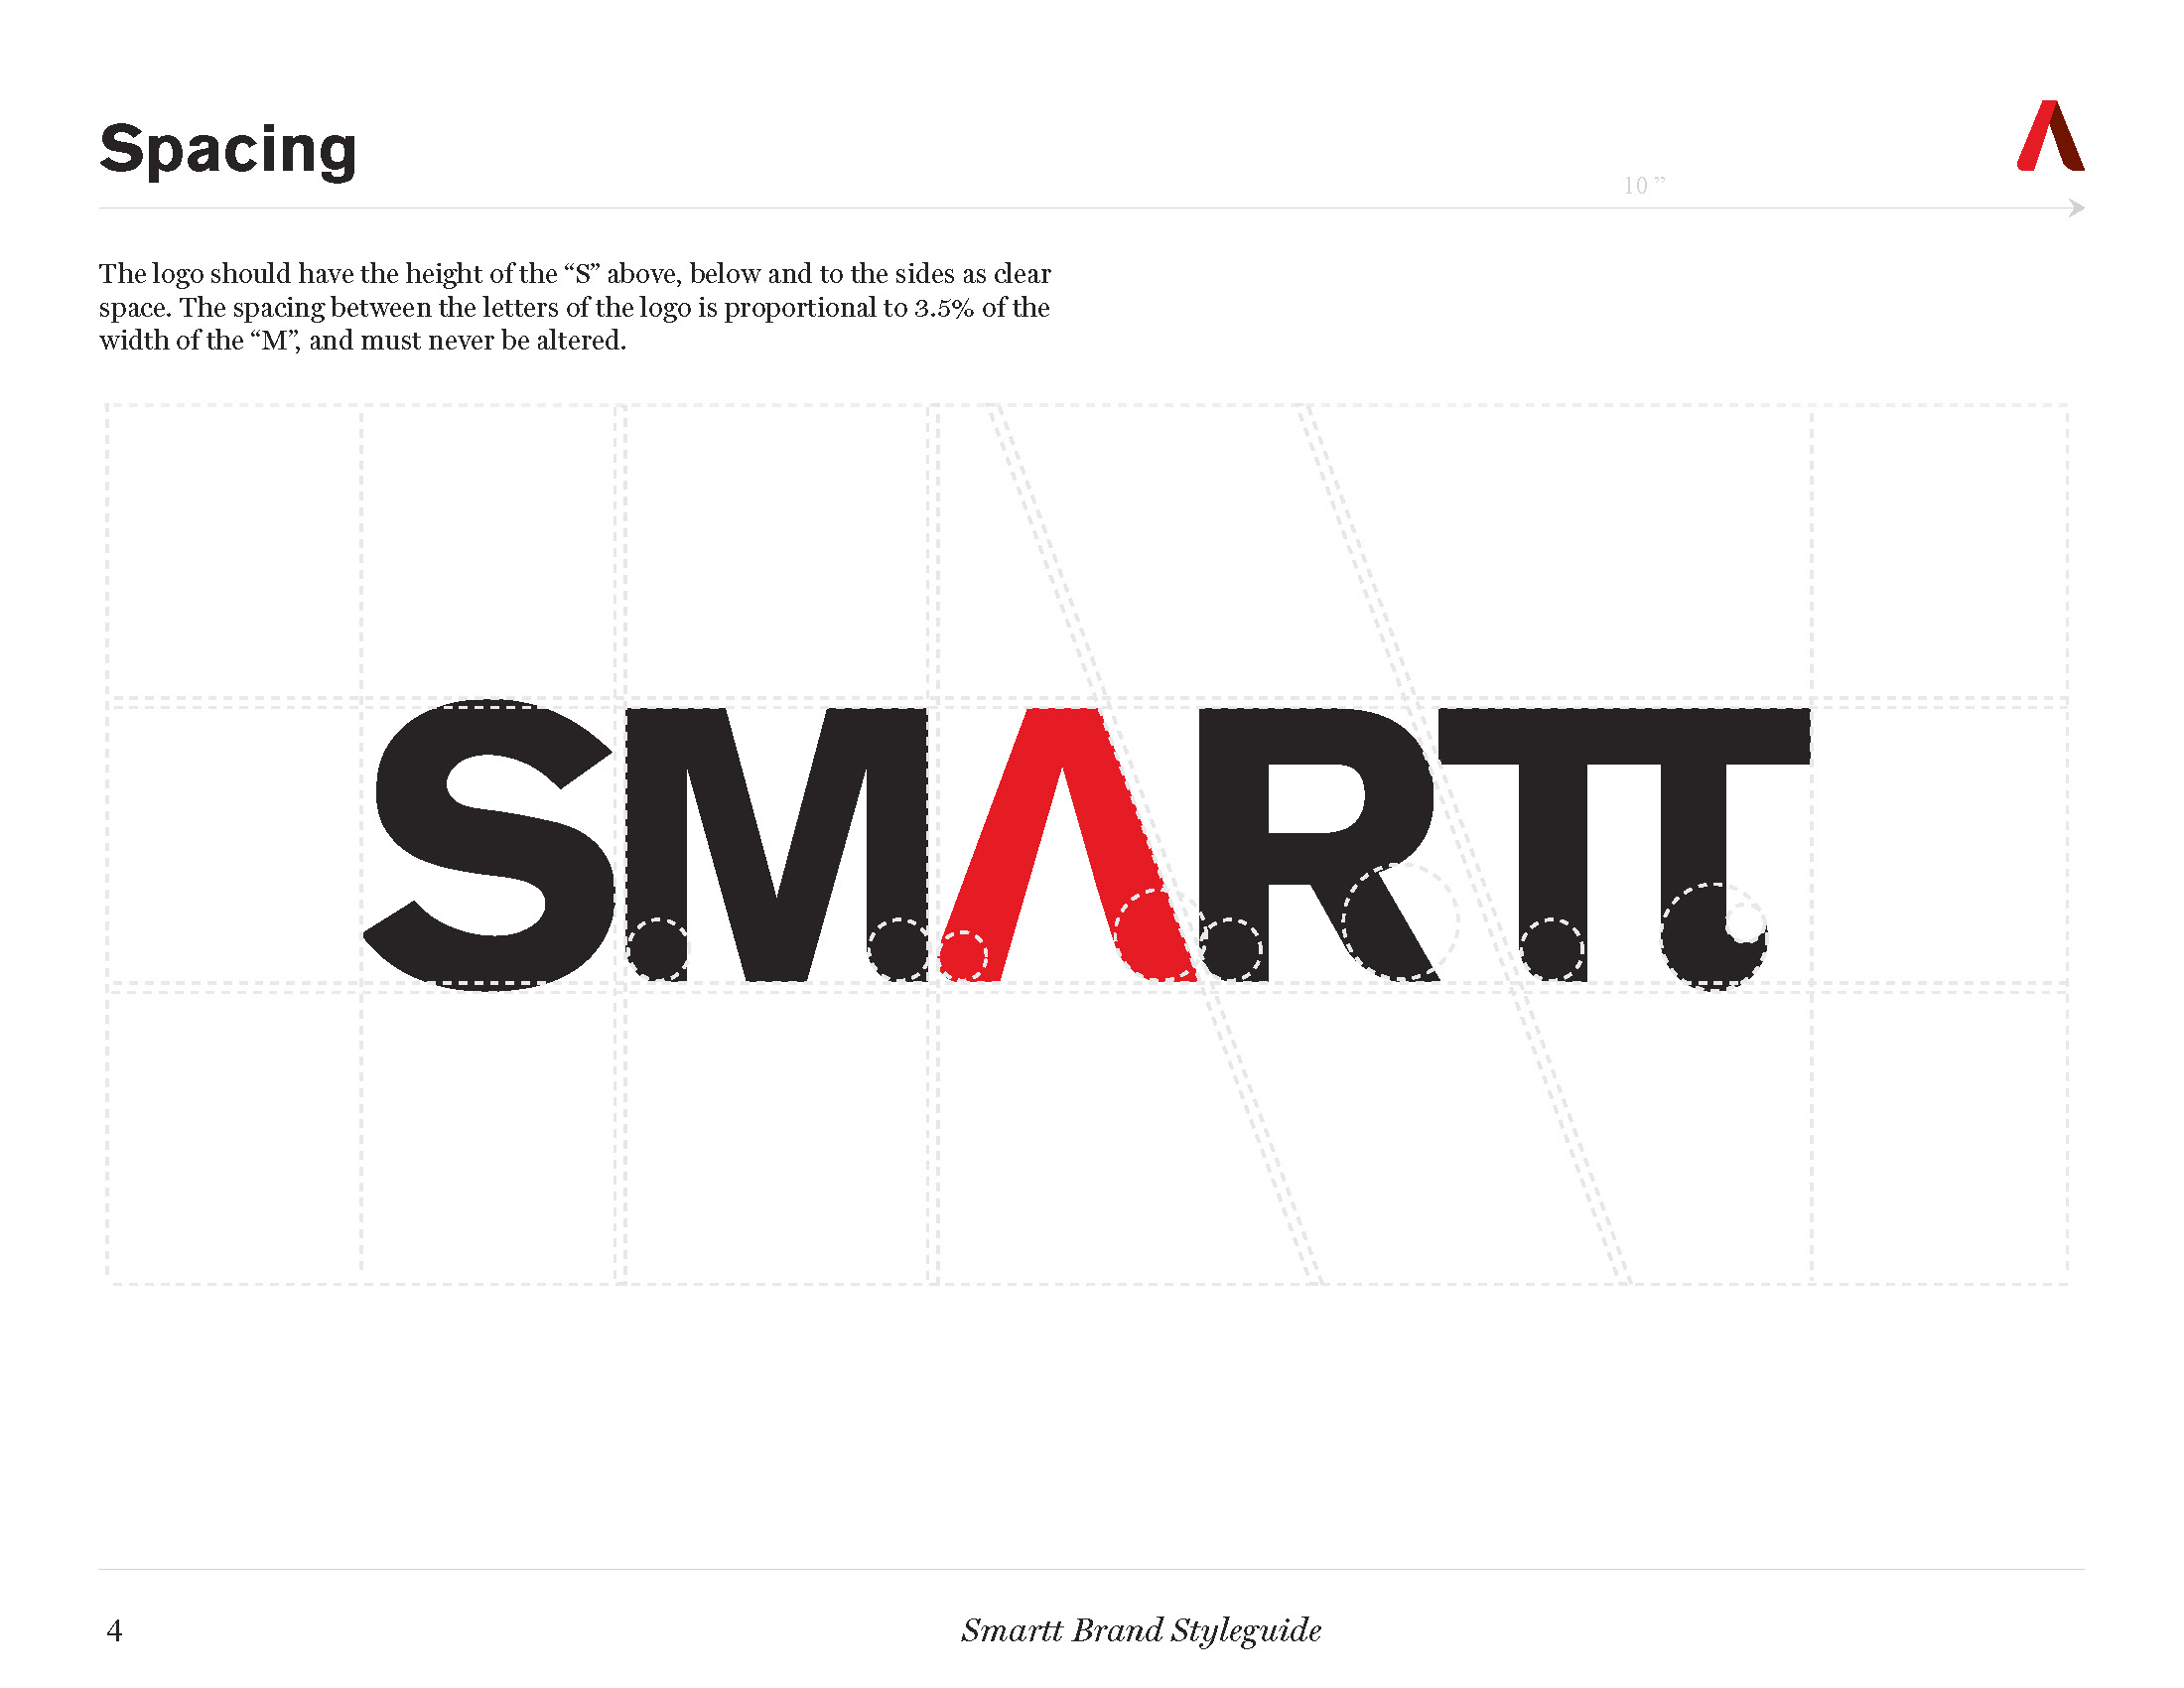 Spacing
10 ”
The logo should have the height of the “S” above, below and to the sides as clear
space. The spacing between the letters of the logo is proportional to 3.5% of the
width of the “M”, and must never be altered.
SMARTT
4
Smartt Brand Styleguide